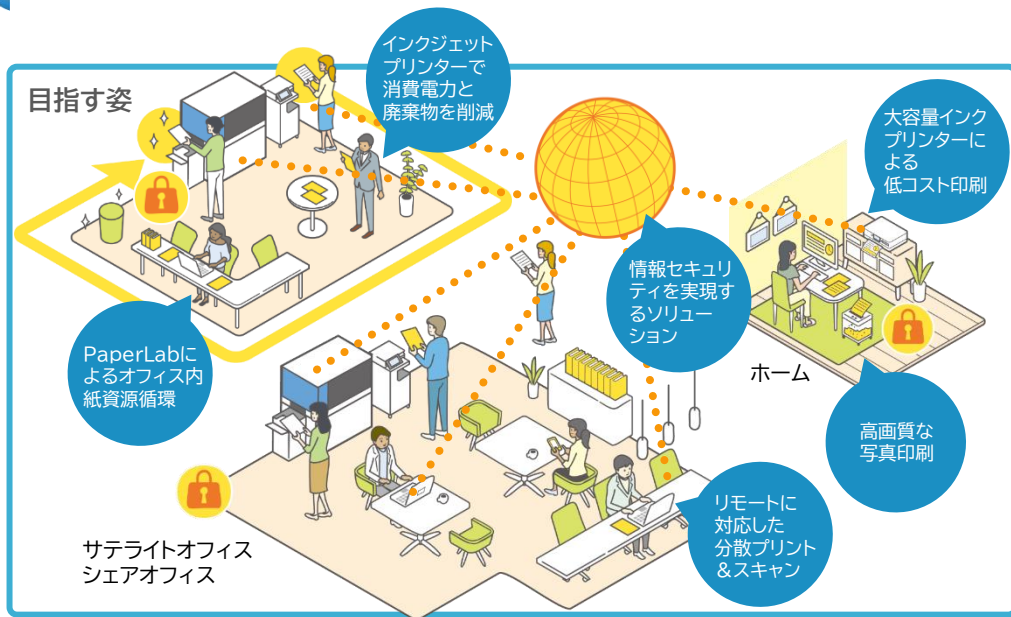 目指す姿
インクジェット
プリンターで
消費電力と
廃棄物を削減
大容量インク
プリンターに
よる
低コスト印刷
情報セキュリ
ティを実現す
るソリュー
ション
PaperLabに
よるオフィス内
紙資源循環
ホーム
高画質な
写真印刷
リモートに
対応した
分散プリント
＆スキャン
サテライトオフィス
シェアオフィス